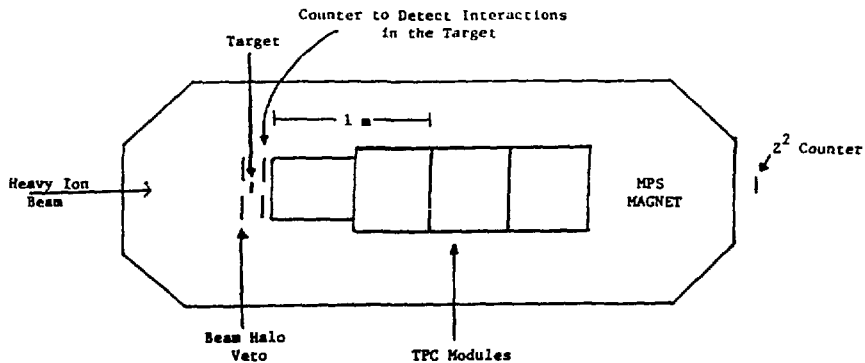 Counter to Detect Interactions
in the Target
Target
1 m
Z² Counter
Heavy Ion
Beam
MPS
MAGNET
Beam Halo
Veto
TPC Modules